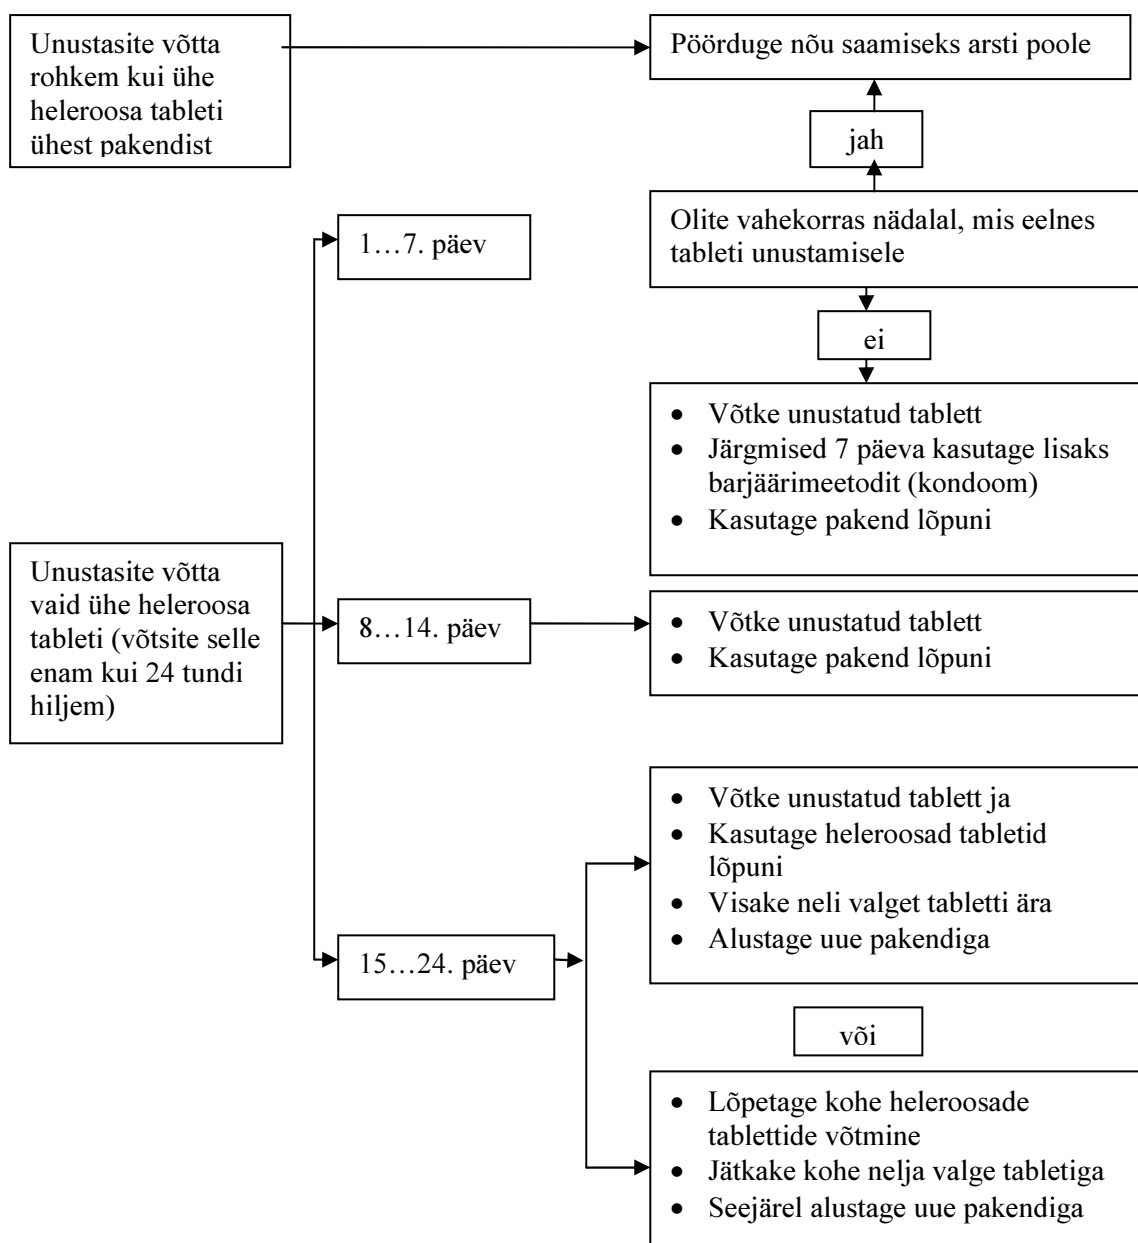 Unustasite võtta
rohkem kui ühe
heleroosa tableti
ühest pakendist
Pöörduge nõu saamiseks arsti poole
jah
Olite vahekorras nädalal, mis eelnes
tableti unustamisele
1…7. päev
ei
• Võtke unustatud tablett
• Järgmised 7 päeva kasutage lisaks
barjäärimeetodit (kondoom)
• Kasutage pakend lõpuni
Unustasite võtta
vaid ühe heleroosa
tableti (võtsite selle
enam kui 24 tundi
hiljem)
8…14. päev
• Võtke unustatud tablett
• Kasutage pakend lõpuni
15…24. päev
• Võtke unustatud tablett ja
• Kasutage heleroosad tabletid
lõpuni
• Visake neli valget tabletti ära
• Alustage uue pakendiga
või
• Lõpetage kohe heleroosade
tablettide võtmine
• Jätkake kohe nelja valge tabletiga
• Seejärel alustage uue pakendiga